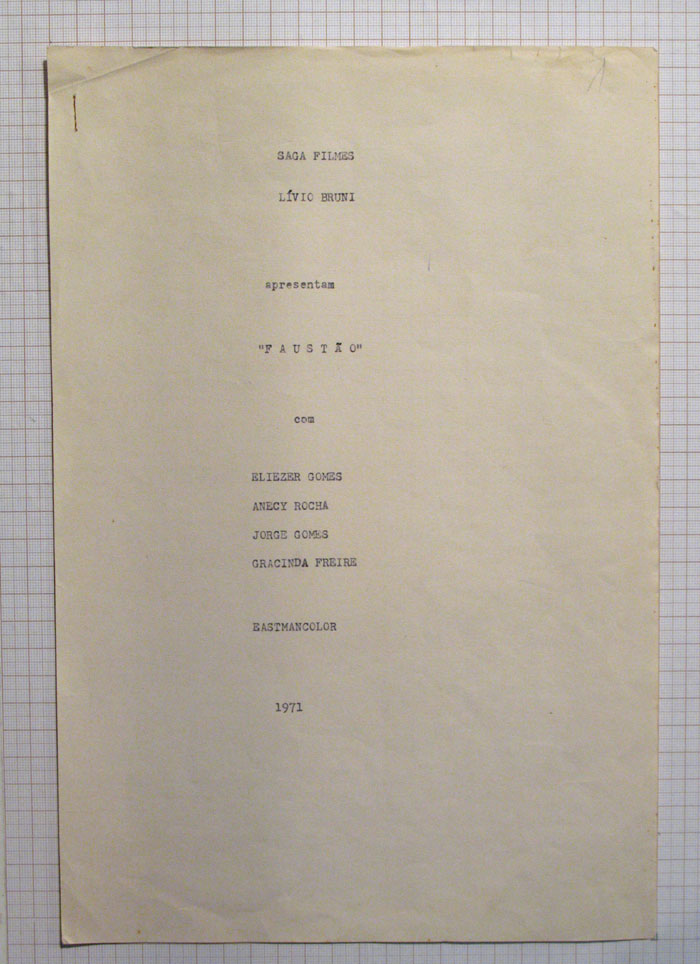 SAGA FILMES
LÍVIO BRUNI
apresentam
"F A U S T Ã O"
com
ELIEZER GOMES
ANECY ROCHA
JORGE GOMES
GRACINDA FREIRE
EASTMANCOLOR
1971